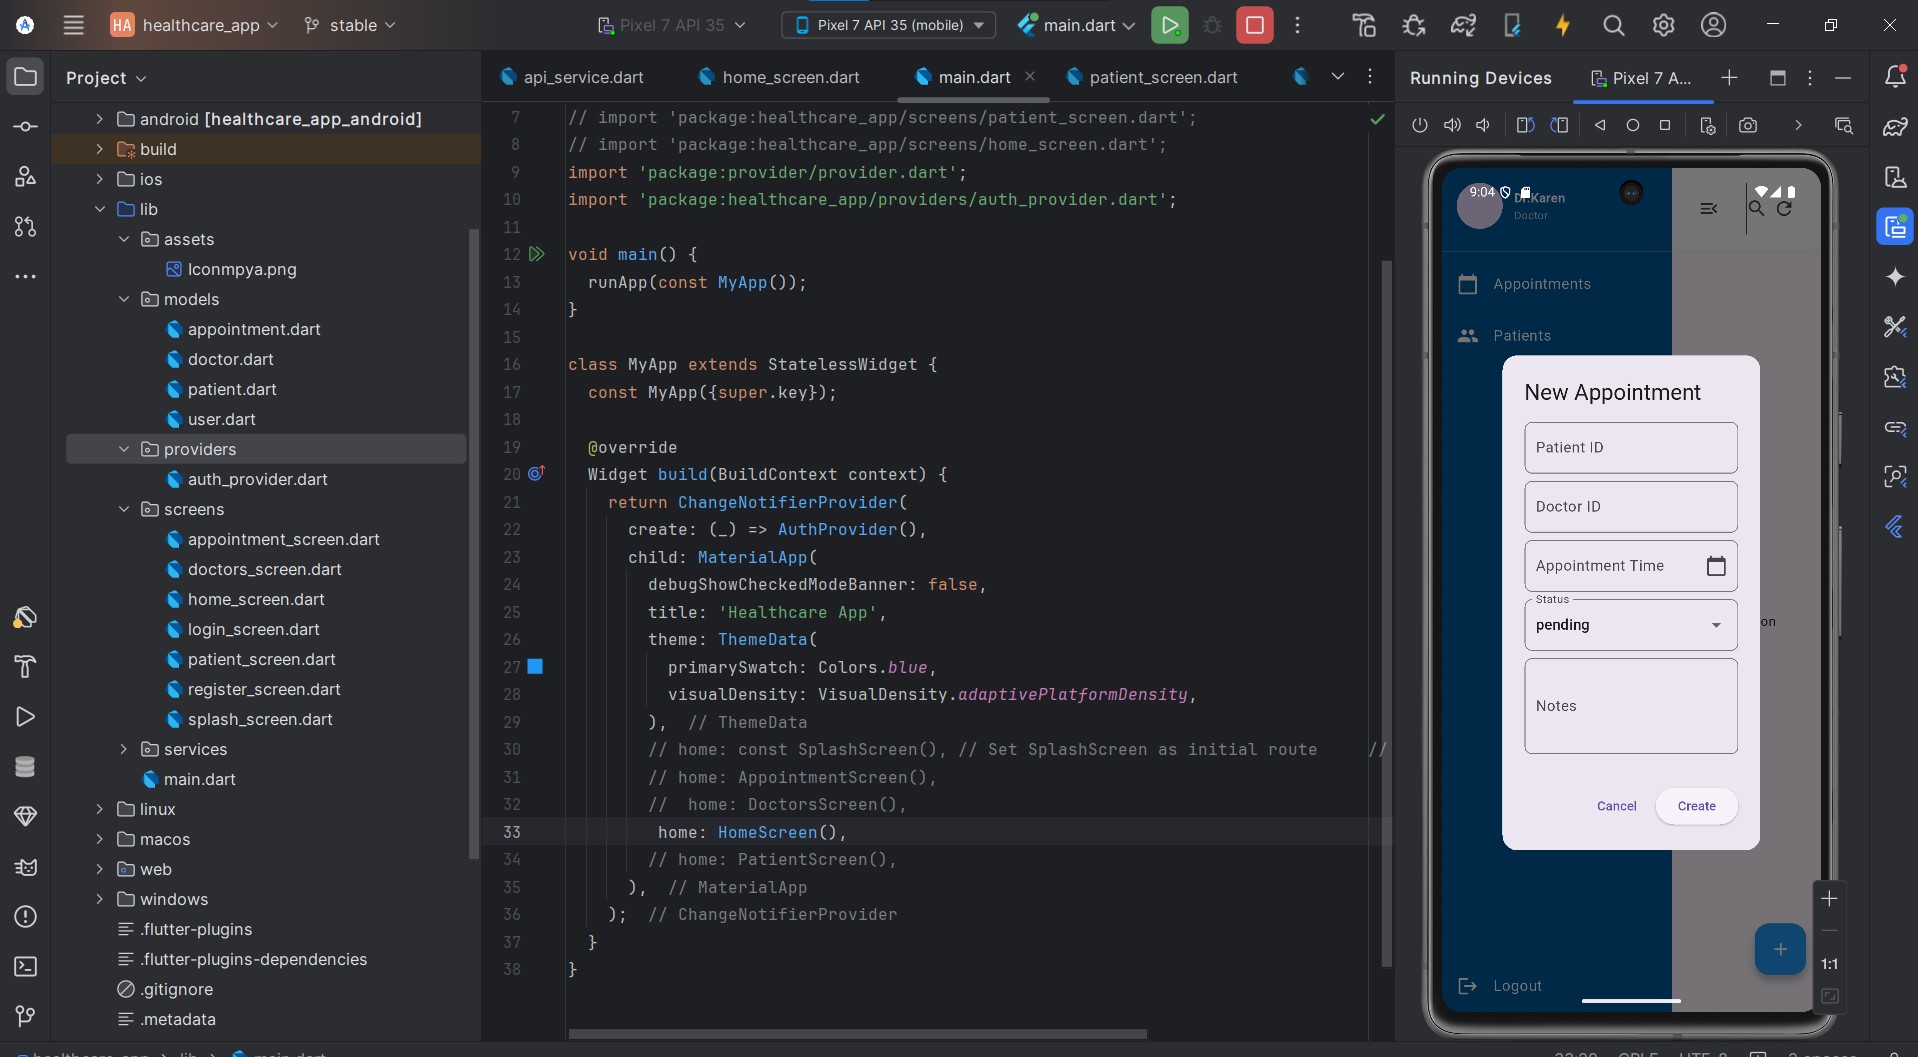 HA healthcare_app stable
Pixel 7 API 35
Pixel 7 API 35 (mobile)
main.dart
Project
android [healthcare_app_android]
build
ios
lib
assets
Iconmpya.png
models
appointment.dart
doctor.dart
patient.dart
user.dart
providers
auth_provider.dart
screens
appointment_screen.dart
doctors_screen.dart
home_screen.dart
login_screen.dart
patient_screen.dart
register_screen.dart
splash_screen.dart
services
main.dart
linux
macos
web
windows
.flutter-plugins
.flutter-plugins-dependencies
.gitignore
.metadata
api_service.dart
home_screen.dart
main.dart
patient_screen.dart
7 // import 'package:healthcare_app/screens/patient_screen.dart';
8 // import 'package:healthcare_app/screens/home_screen.dart';
9 import 'package:provider/provider.dart';
10 import 'package:healthcare_app/providers/auth_provider.dart';
11
12 void main() {
13 runApp(const MyApp());
14 }
15
16 class MyApp extends StatelessWidget {
17 const MyApp({super.key});
18
19 @override
20 Widget build(BuildContext context) {
21 return ChangeNotifierProvider(
22 create: (_) => AuthProvider(),
23 child: MaterialApp(
24 debugShowCheckedModeBanner: false,
25 title: 'Healthcare App',
26 theme: ThemeData(
27 primarySwatch: Colors.blue,
28 visualDensity: VisualDensity.adaptivePlatformDensity,
29 ), // ThemeData
30 // home: const SplashScreen(), // Set SplashScreen as initial route //
31 // home: AppointmentScreen(),
32 // home: DoctorsScreen(),
33 home: HomeScreen(),
34 // home: PatientScreen(),
35 ), // MaterialApp
36 ); // ChangeNotifierProvider
37 }
38 }
Running Devices
Pixel 7 A...
9:04
Dr.Karen
Doctor
Appointments
Patients
New Appointment
Patient ID
Doctor ID
Appointment Time
Status
pending
on
Notes
Cancel
Create
Logout
1:1